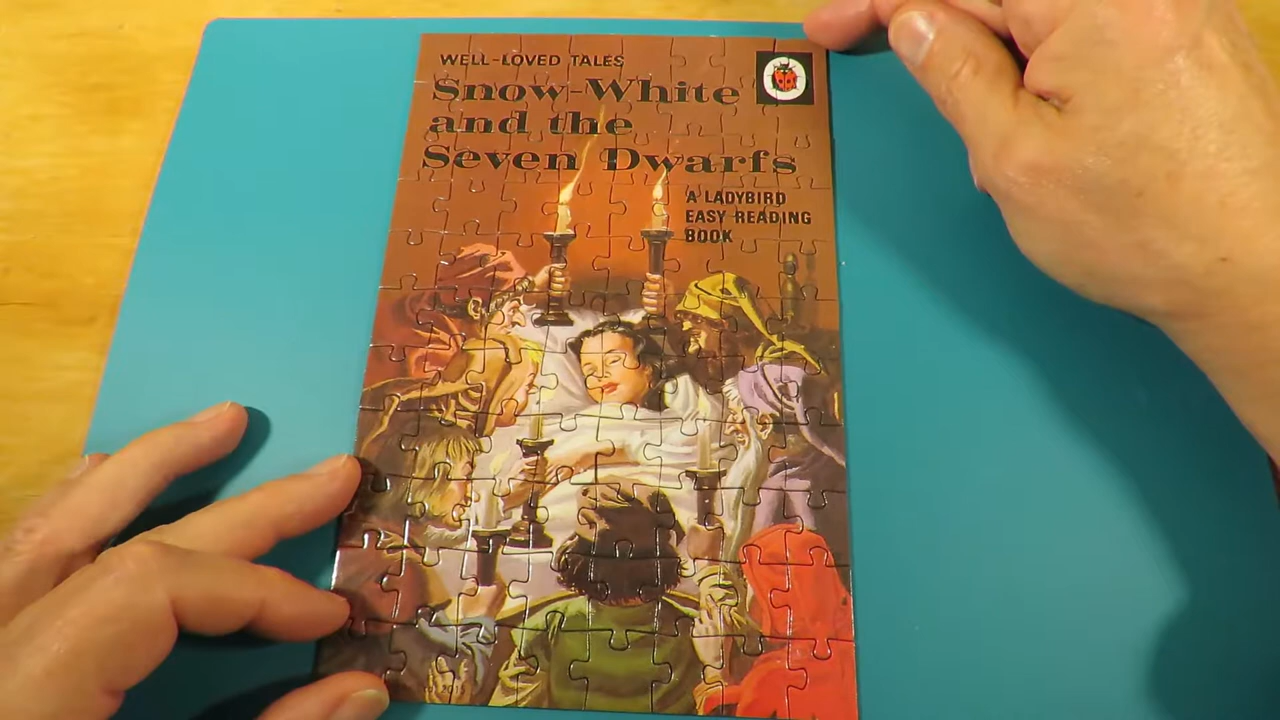 WELL-LOVED TALES
Snow-White
and the
Seven Dwarfs
A LADYBIRD
EASY-READING
BOOK